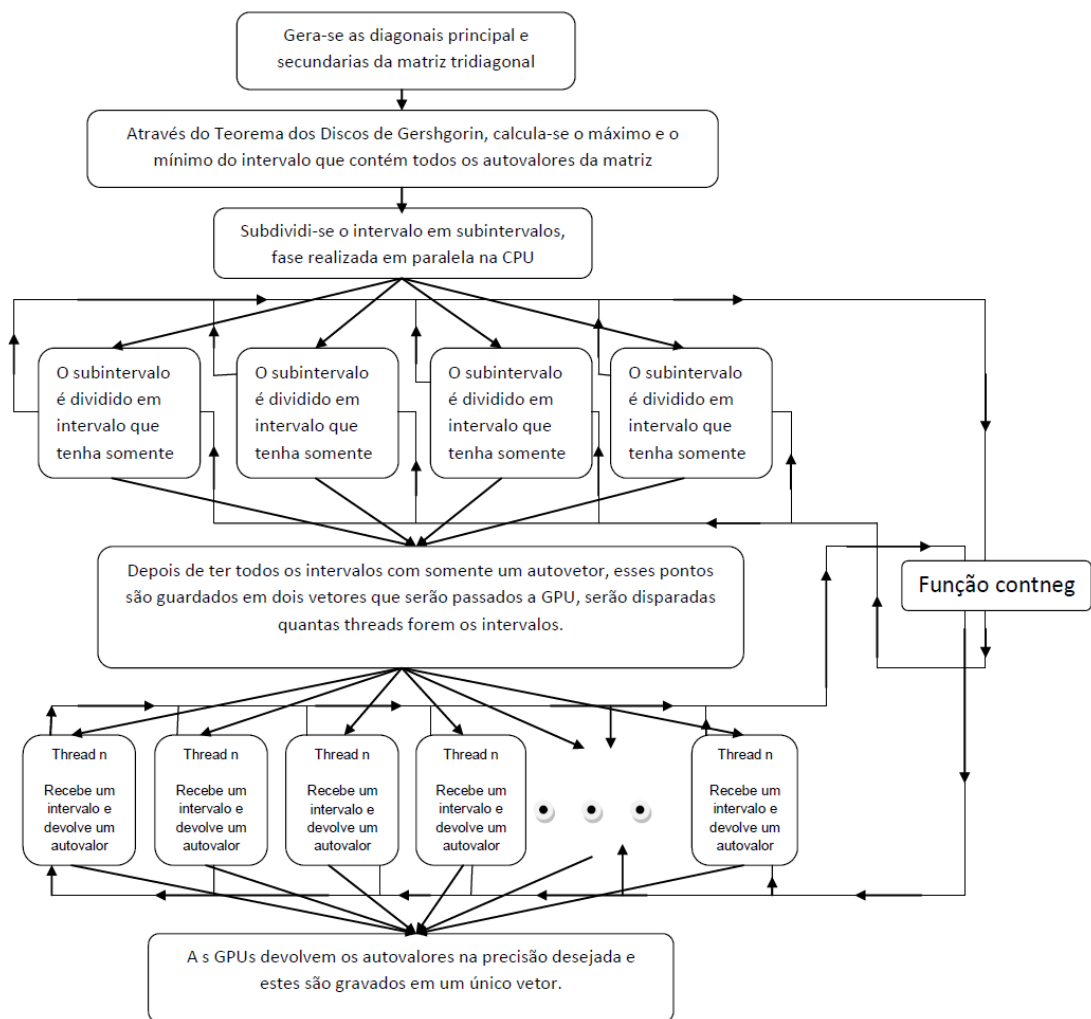 Gera-se as diagonais principal e
secundarias da matriz tridiagonal
Através do Teorema dos Discos de Gershgorin, calcula-se o máximo e o
mínimo do intervalo que contém todos os autovalores da matriz
Subdividi-se o intervalo em subintervalos,
fase realizada em paralela na CPU
O subintervalo
é dividido em
intervalo que
tenha somente
O subintervalo
é dividido em
intervalo que
tenha somente
O subintervalo
é dividido em
intervalo que
tenha somente
O subintervalo
é dividido em
intervalo que
tenha somente
Depois de ter todos os intervalos com somente um autovetor, esses pontos
são guardados em dois vetores que serão passados a GPU, serão disparadas
quantas threads forem os intervalos.
Função contneg
Thread n
Recebe um
intervalo e
devolve um
autovalor
Thread n
Recebe um
intervalo e
devolve um
autovalor
Thread n
Recebe um
intervalo e
devolve um
autovalor
Thread n
Recebe um
intervalo e
devolve um
autovalor
Thread n
Recebe um
intervalo e
devolve um
autovalor
A s GPUs devolvem os autovalores na precisão desejada e
estes são gravados em um único vetor.